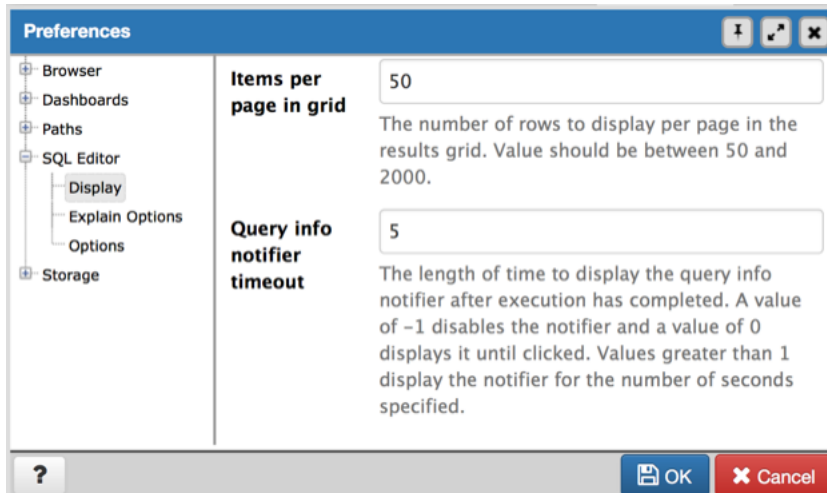 Preferences
Browser
Dashboards
Paths
SQL Editor
Display
Explain Options
Options
Storage
Items per
page in grid
50
The number of rows to display per page in the
results grid. Value should be between 50 and
2000.
Query info
notifier
timeout
5
The length of time to display the query info
notifier after execution has completed. A value
of −1 disables the notifier and a value of 0
displays it until clicked. Values greater than 1
display the notifier for the number of seconds
specified.
?
OK
Cancel